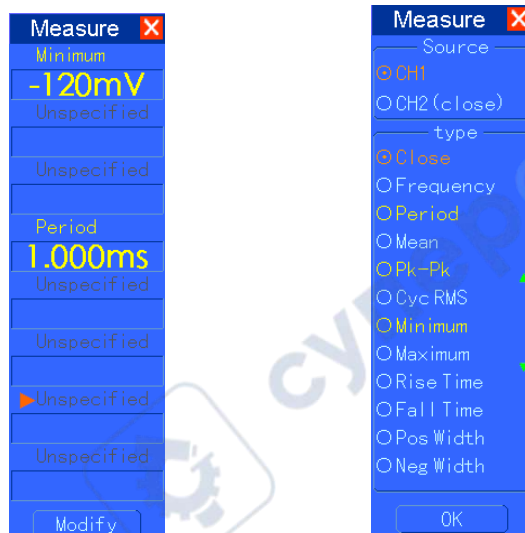 Measure
Minimum
-120mV
Unspecified
Unspecified
Period
1.000ms
Unspecified
Unspecified
Unspecified
Unspecified
Modify
Measure
Source
CH1
CH2(close)
type
Close
Frequency
Period
Mean
Pk-Pk
Cyc RMS
Minimum
Maximum
Rise Time
Fall Time
Pos Width
Neg Width
OK